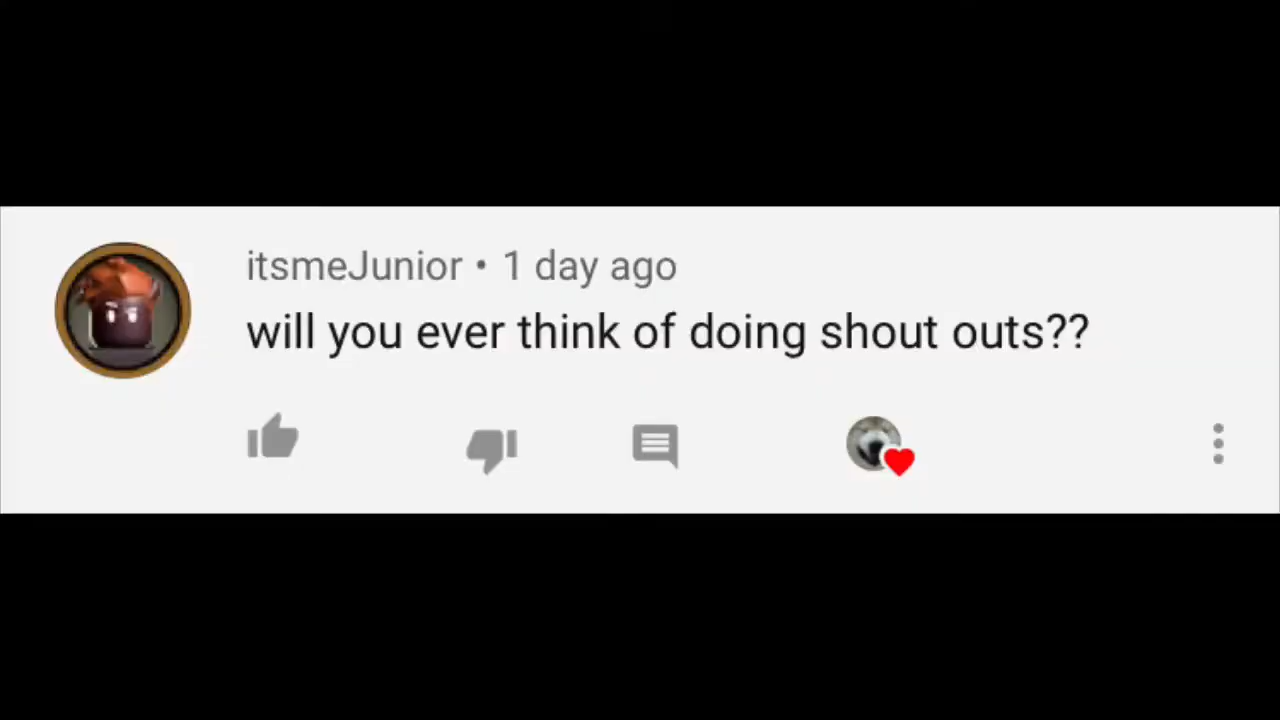 itsmeJunior • 1 day ago
will you ever think of doing shout outs??